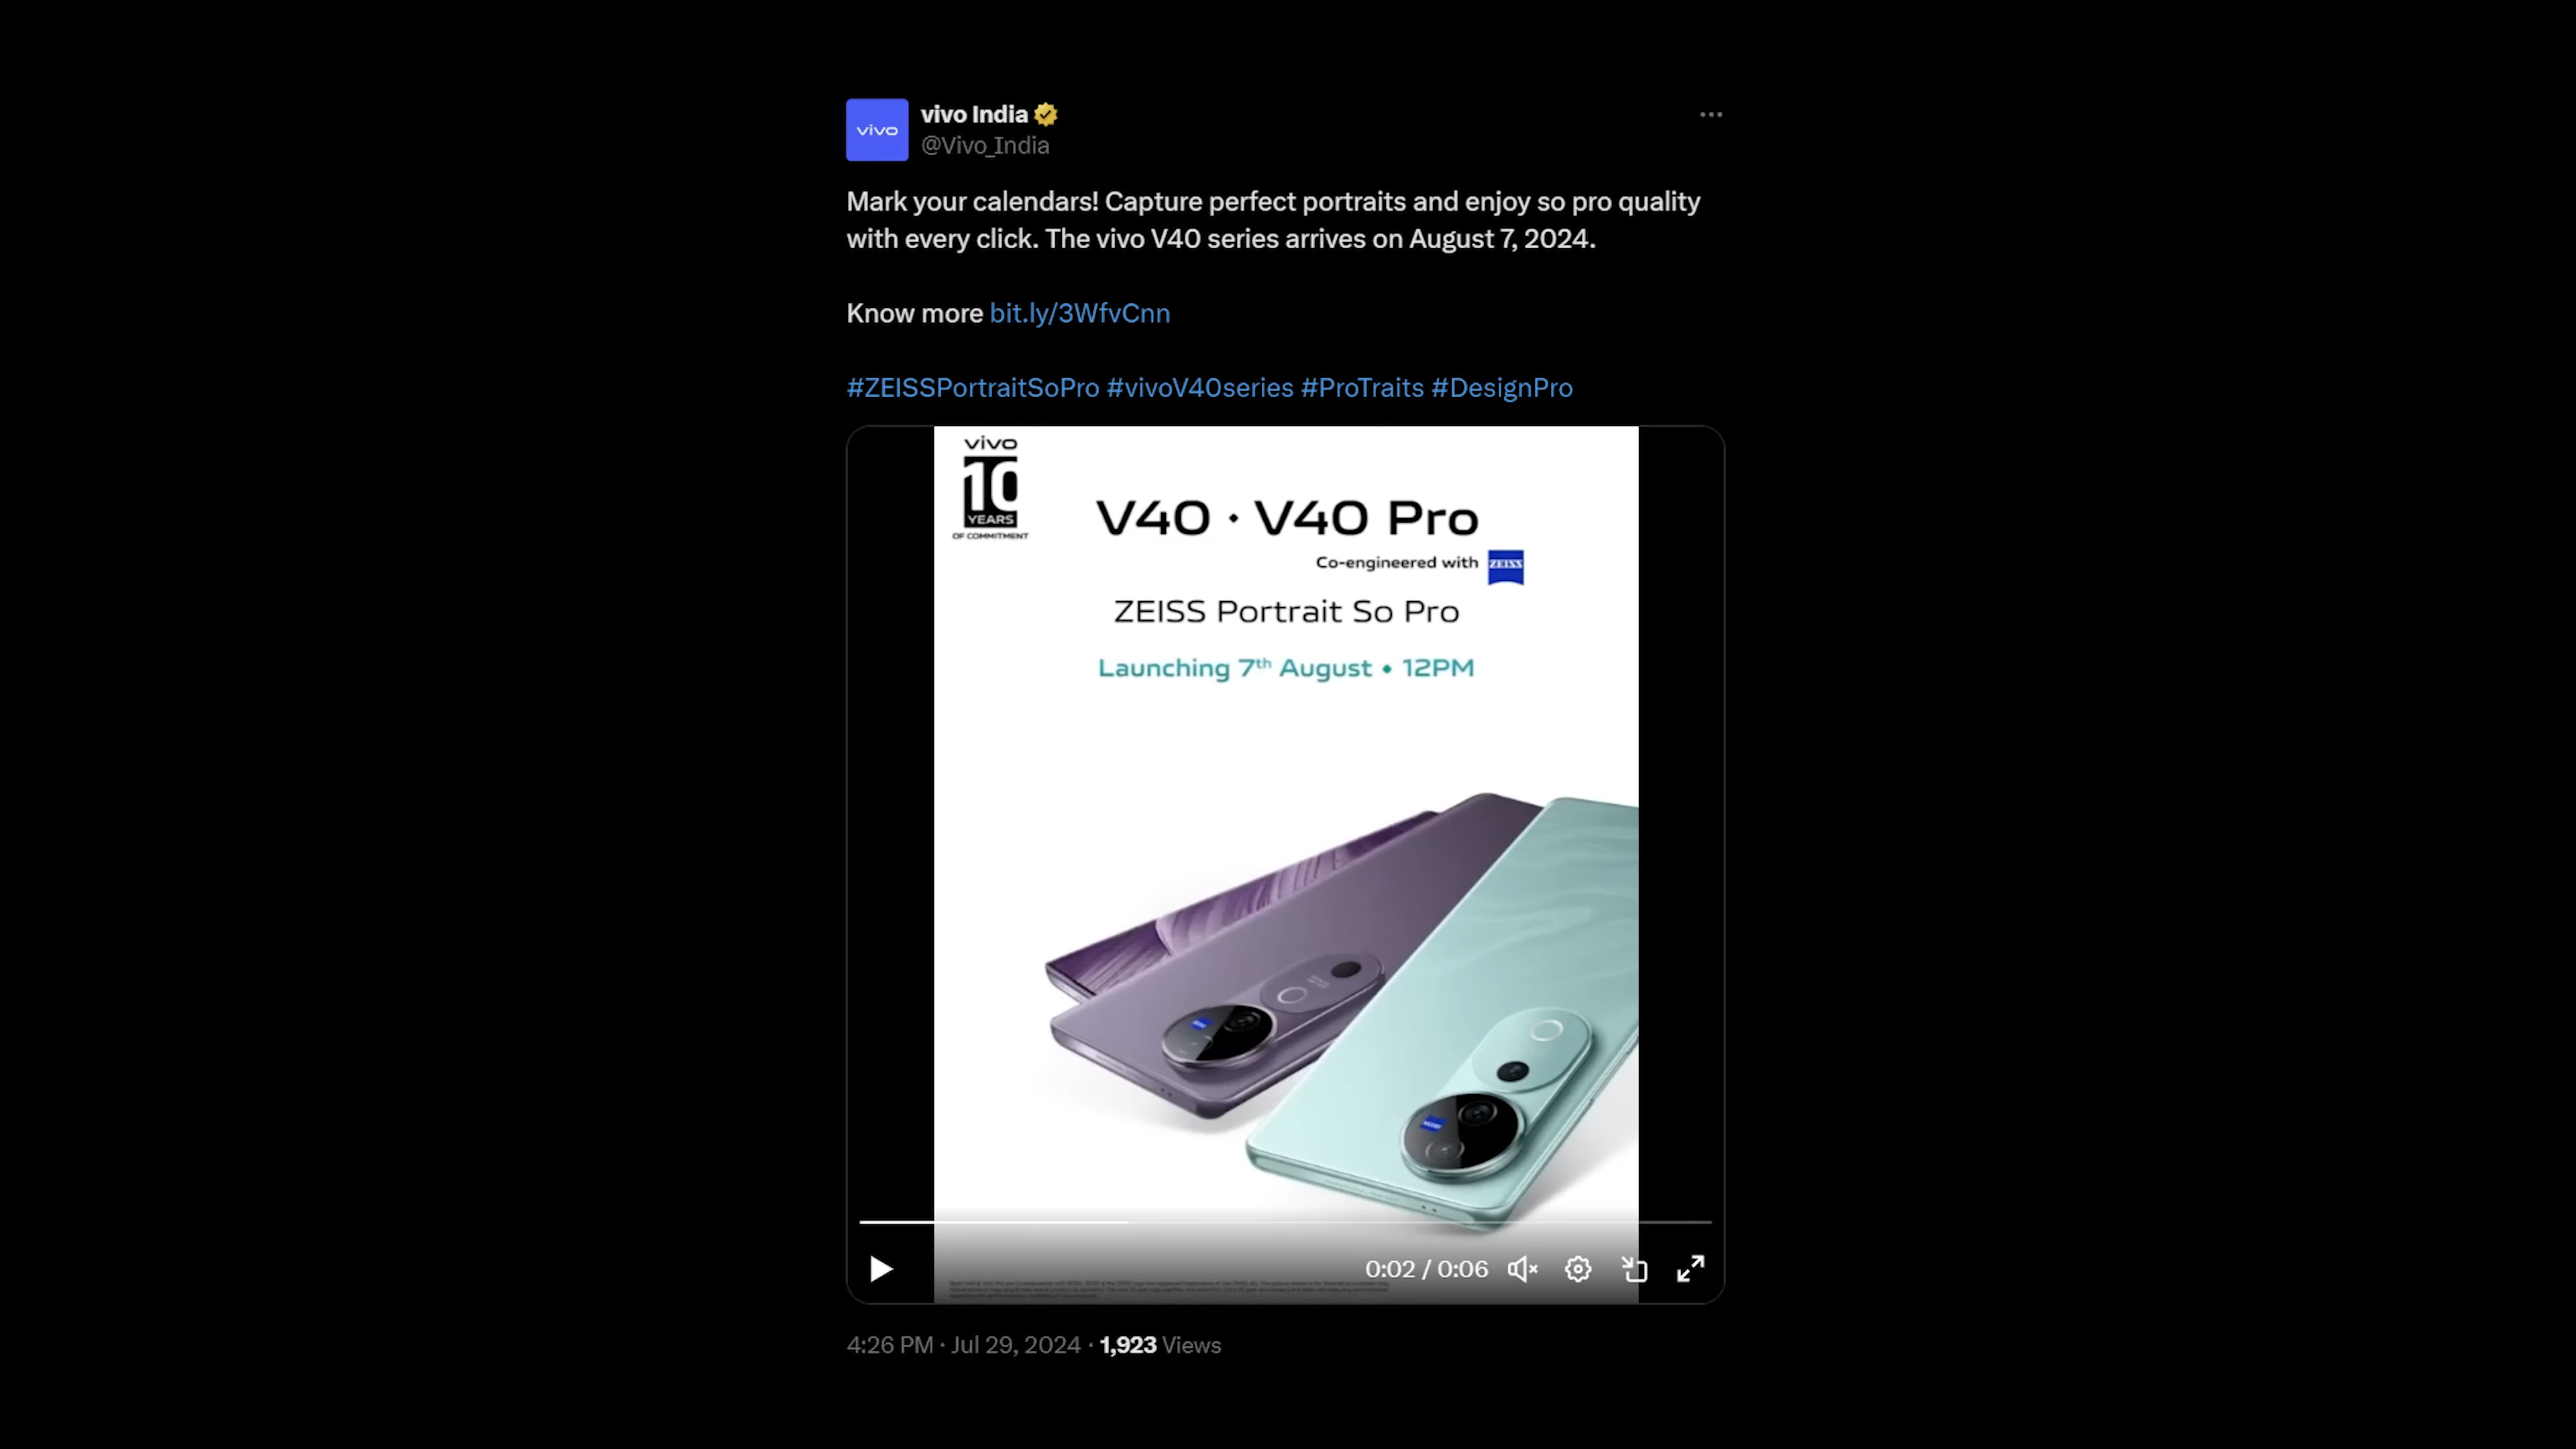 vivo
vivo India
@Vivo_India
Mark your calendars! Capture perfect portraits and enjoy so pro quality
with every click. The vivo V40 series arrives on August 7, 2024.
Know more bit.ly/3WfvCnn
#ZEISSPortraitSoPro #vivoV40series #ProTraits #DesignPro
vivo
10
YEARS
OF COMMITMENT
V40 · V40 Pro
Co-engineered with ZEISS
ZEISS Portrait So Pro
Launching 7th August • 12PM
ZEISS
0:02 / 0:06
4:26 PM · Jul 29, 2024 · 1,923 Views